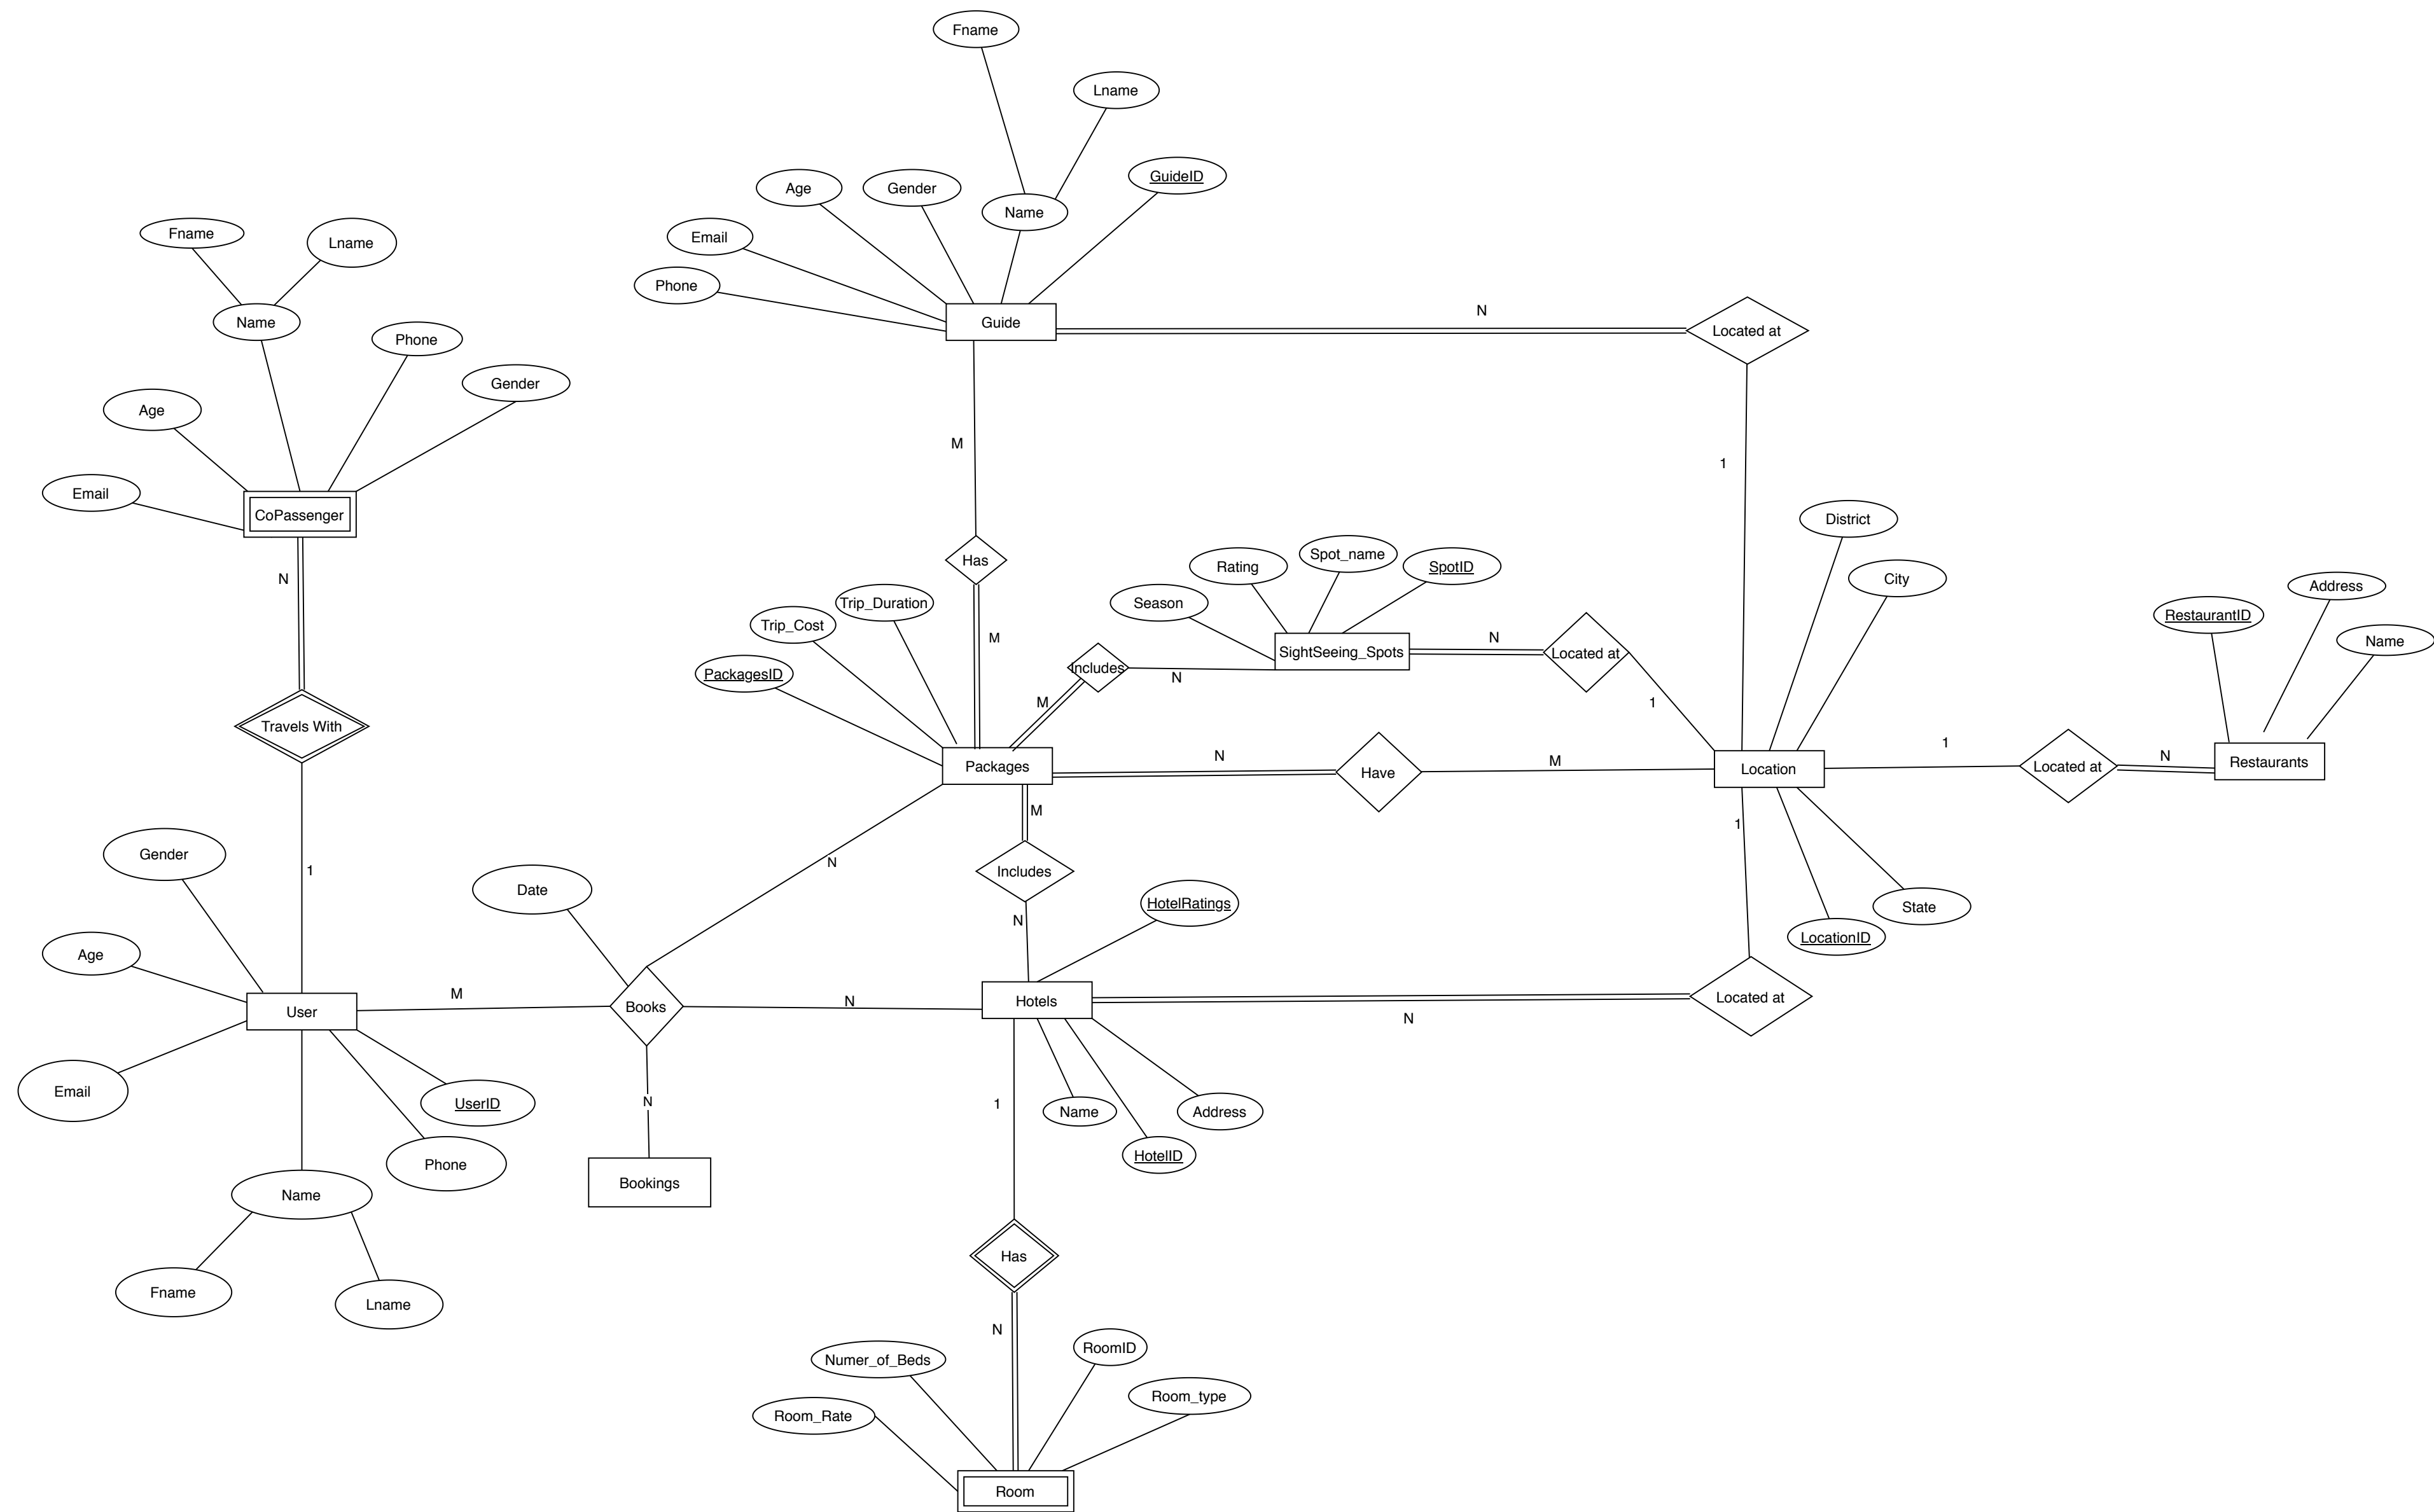 Fname
Lname
GuideID
Age
Gender
Name
Email
Phone
Guide
N
Located at
Fname
Lname
Name
Phone
Gender
Age
Email
CoPassenger
N
M
1
Has
M
Travels With
1
District
City
Season
Rating
Spot_name
SpotID
SightSeeing_Spots
N
Located at
1
Includes
N
M
Trip_Duration
Trip_Cost
PackagesID
Packages
N
Have
M
Location
1
Located at
N
Restaurants
RestaurantID
Address
Name
M
Includes
N
1
State
LocationID
Located at
N
HotelRatings
Hotels
Name
HotelID
Address
N
Date
Books
N
N
Bookings
M
Gender
Age
User
Email
UserID
Phone
Name
Fname
Lname
1
Has
N
Numer_of_Beds
RoomID
Room_Rate
Room_type
Room